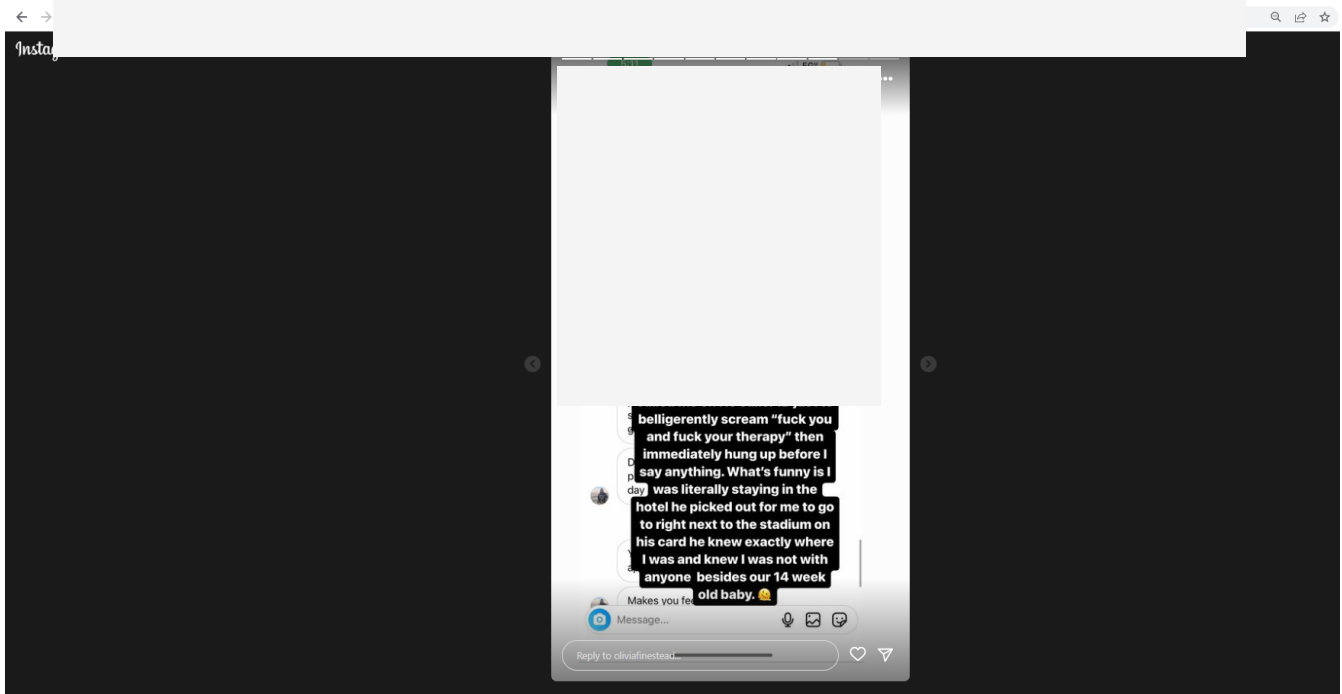 belligerently scream “fuck you
and fuck your therapy” then
immediately hung up before I
say anything. What’s funny is I
day was literally staying in the
hotel he picked out for me to go
to right next to the stadium on
his card he knew exactly where
I was and knew I was not with
anyone besides our 14 week
old baby. 🫠
Makes you
Message...
Reply to oliviafinestead...